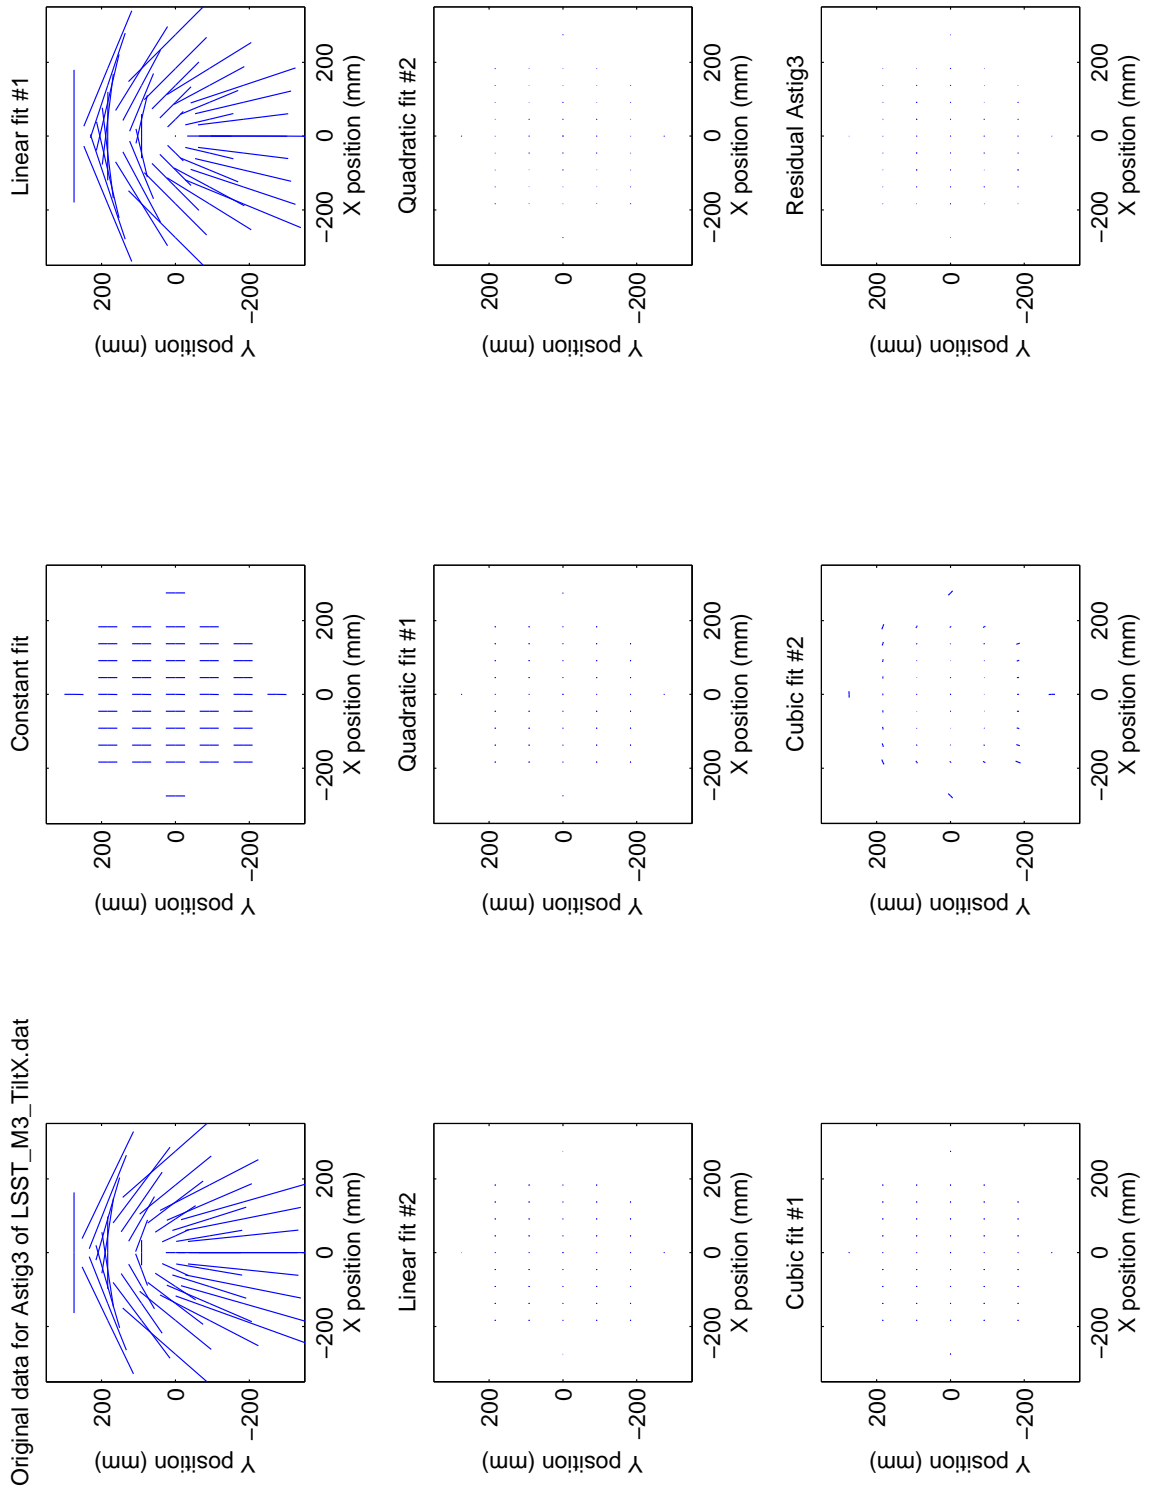 Original data for Astig3 of LSST_M3_TiltX.dat
Y position (mm)
200
0
−200
−200 0 200
X position (mm)
Constant fit
Y position (mm)
200
0
−200
−200 0 200
X position (mm)
Linear fit #1
Y position (mm)
200
0
−200
−200 0 200
X position (mm)
Linear fit #2
Y position (mm)
200
0
−200
−200 0 200
X position (mm)
Quadratic fit #1
Y position (mm)
200
0
−200
−200 0 200
X position (mm)
Quadratic fit #2
Y position (mm)
200
0
−200
−200 0 200
X position (mm)
Cubic fit #1
Y position (mm)
200
0
−200
−200 0 200
X position (mm)
Cubic fit #2
Y position (mm)
200
0
−200
−200 0 200
X position (mm)
Residual Astig3
Y position (mm)
200
0
−200
−200 0 200
X position (mm)